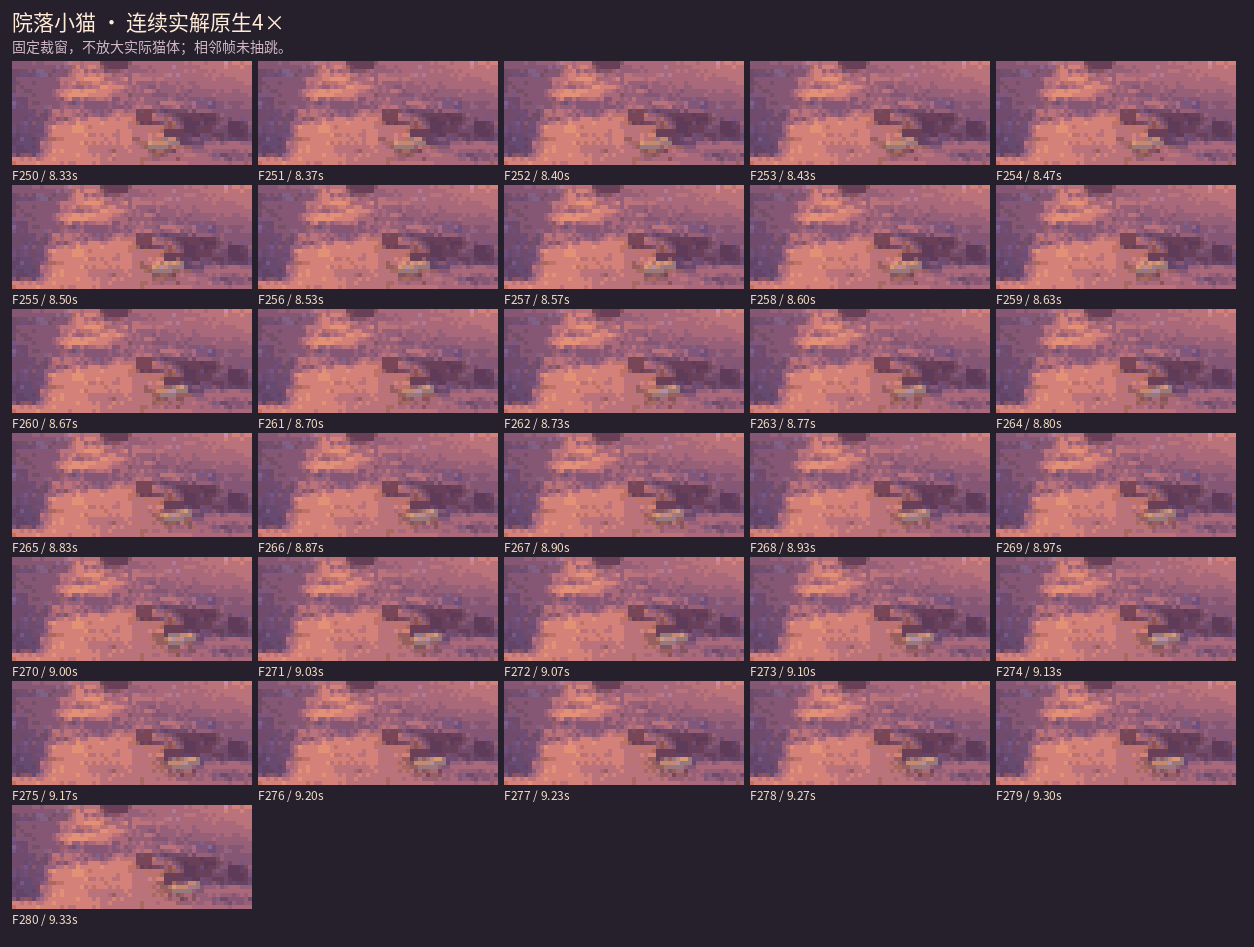 院落小猫 · 连续实解原生4×
固定裁窗，不放大实际猫体；相邻帧未抽跳。
F250 / 8.33s
F251 / 8.37s
F252 / 8.40s
F253 / 8.43s
F254 / 8.47s
F255 / 8.50s
F256 / 8.53s
F257 / 8.57s
F258 / 8.60s
F259 / 8.63s
F260 / 8.67s
F261 / 8.70s
F262 / 8.73s
F263 / 8.77s
F264 / 8.80s
F265 / 8.83s
F266 / 8.87s
F267 / 8.90s
F268 / 8.93s
F269 / 8.97s
F270 / 9.00s
F271 / 9.03s
F272 / 9.07s
F273 / 9.10s
F274 / 9.13s
F275 / 9.17s
F276 / 9.20s
F277 / 9.23s
F278 / 9.27s
F279 / 9.30s
F280 / 9.33s